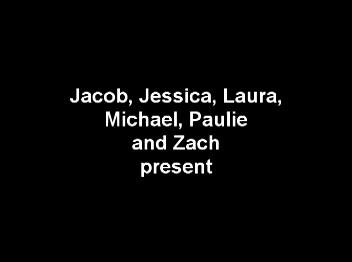 Jacob, Jessica, Laura,
Michael, Paulie
and Zach
present